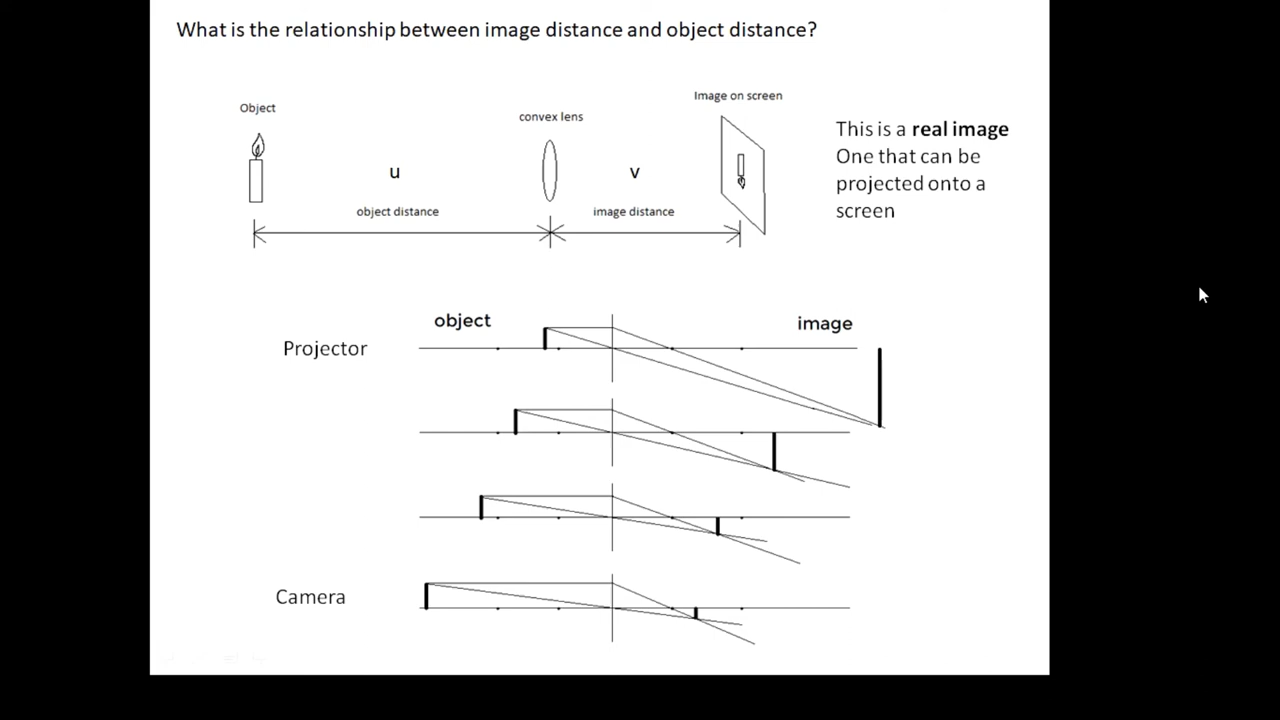 What is the relationship between image distance and object distance?
Image on screen
Object
convex lens
This is a real image
One that can be
projected onto a
screen
u
v
object distance
image distance
object
image
Projector
Camera